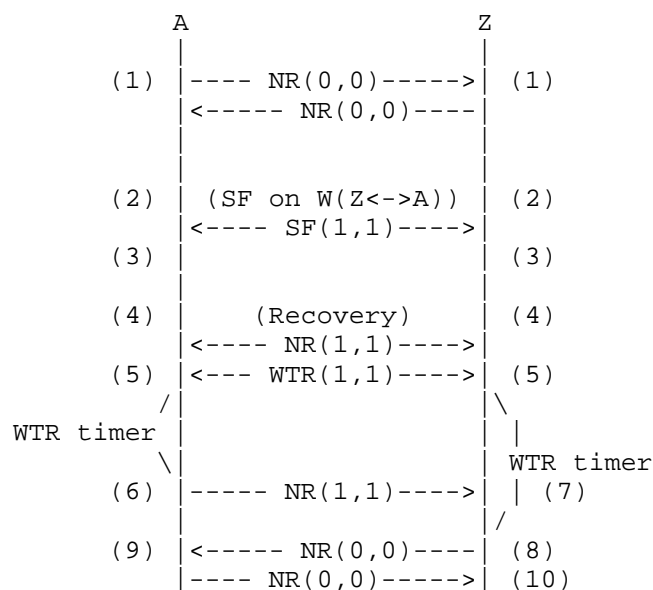 A Z
(1) |---- NR(0,0)----->| (1)
|<----- NR(0,0)----|
(2) | (SF on W(Z<->A)) | (2)
|<---- SF(1,1)---->|
(3) | | (3)
(4) | (Recovery) | (4)
|<---- NR(1,1)---->|
(5) |<--- WTR(1,1)---->| (5)
/| |\
WTR timer | | |
\| | WTR timer
(6) |----- NR(1,1)---->| | (7)
| |/
(9) |<----- NR(0,0)----| (8)
|---- NR(0,0)----->| (10)